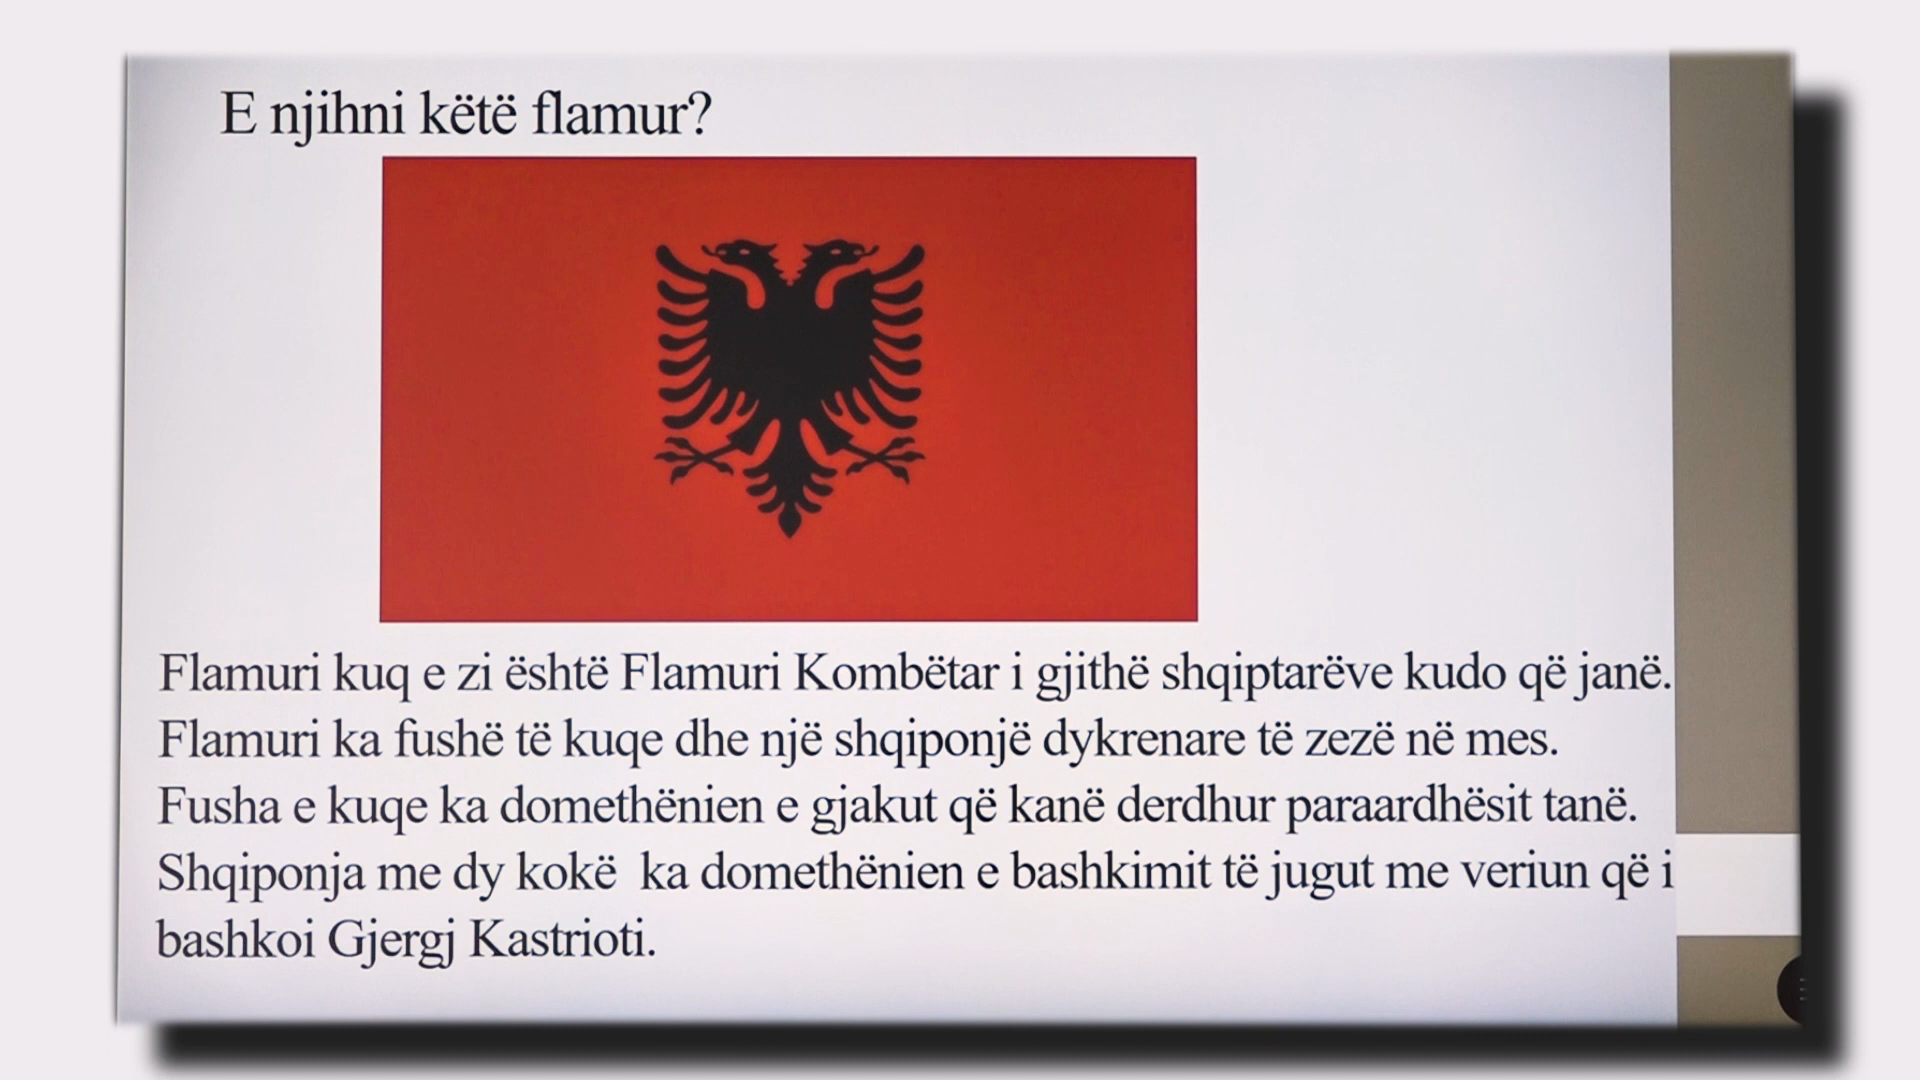 E njihni këtë flamur?
Flamuri kuq e zi është Flamuri Kombëtar i gjithë shqiptarëve kudo që janë.
Flamuri ka fushë të kuqe dhe një shqiponjë dykrenare të zezë në mes.
Fusha e kuqe ka domethënien e gjakut që kanë derdhur paraardhësit tanë.
Shqiponja me dy kokë  ka domethënien e bashkimit të jugut me veriun që i
bashkoi Gjergj Kastrioti.